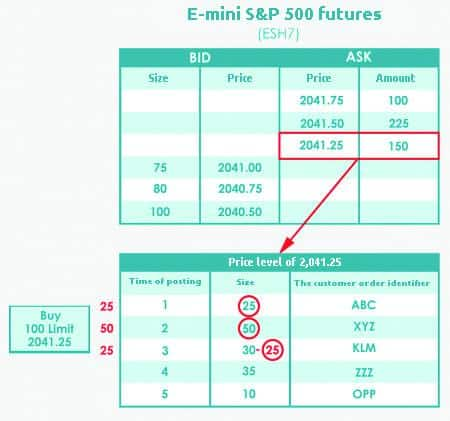 E-mini S&P 500 futures
(ESH7)
BID ASK
Size Price Price Amount
2041.75 100
2041.50 225
2041.25 150
75 2041.00
80 2040.75
100 2040.50
Price level of 2,041.25
Time of posting Size The customer order identifier
25 1 25 ABC
Buy
100 Limit
2041.25
50 2 50 XYZ
25 3 30-25 KLM
4 35 ZZZ
5 10 OPP